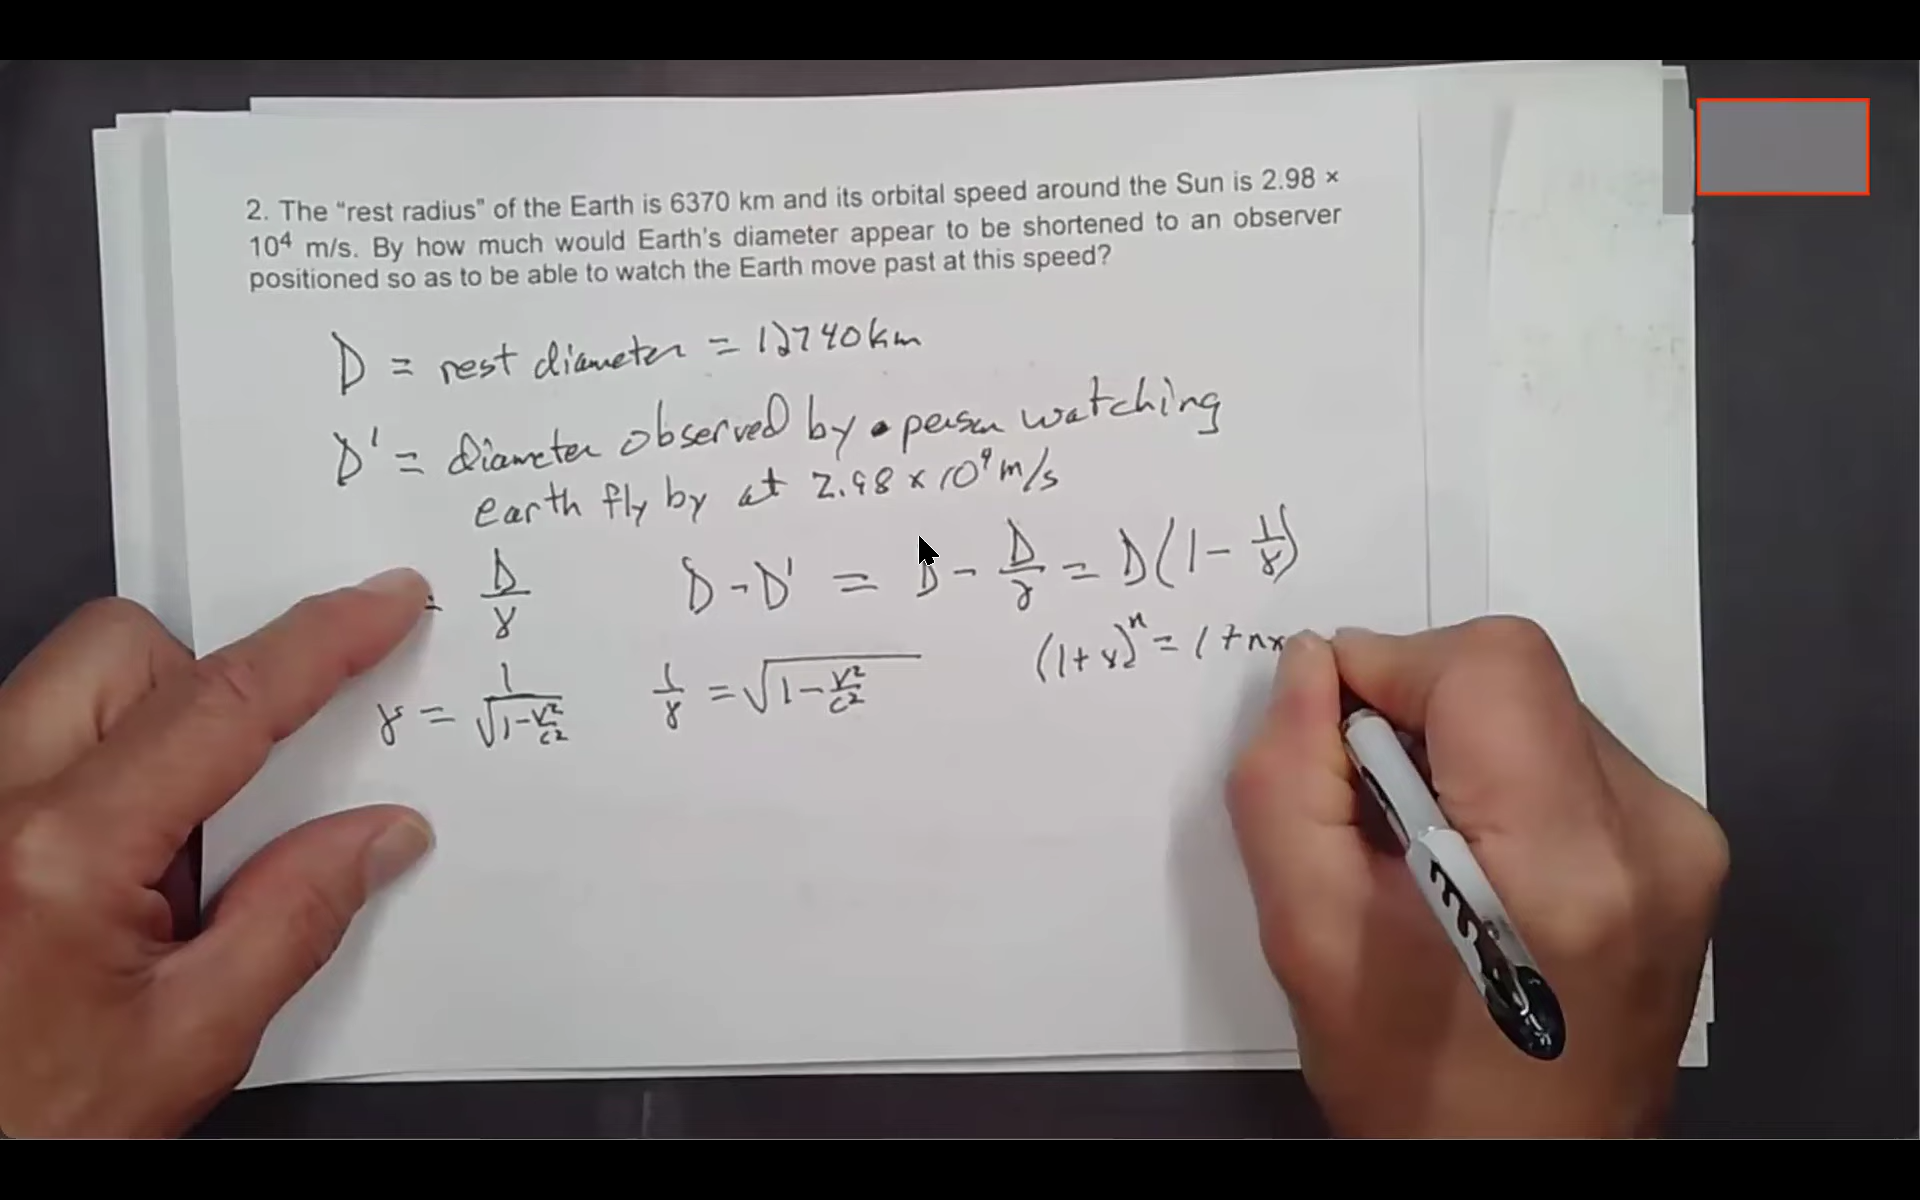 2. The “rest radius” of the Earth is 6370 km and its orbital speed around the Sun is 2.98 ×
10⁴ m/s. By how much would Earth's diameter appear to be shortened to an observer
positioned so as to be able to watch the Earth move past at this speed?
D = rest diameter = 12740 km
D' = diameter observed by person watching
earth fly by at 2.98 × 10⁴ m/s
= D/γ D - D' = D - D/γ = D(1 - 1/γ)
(1+x)ⁿ = 1+nx
γ = 1/√(1-v²/c²) 1/γ = √(1-v²/c²)